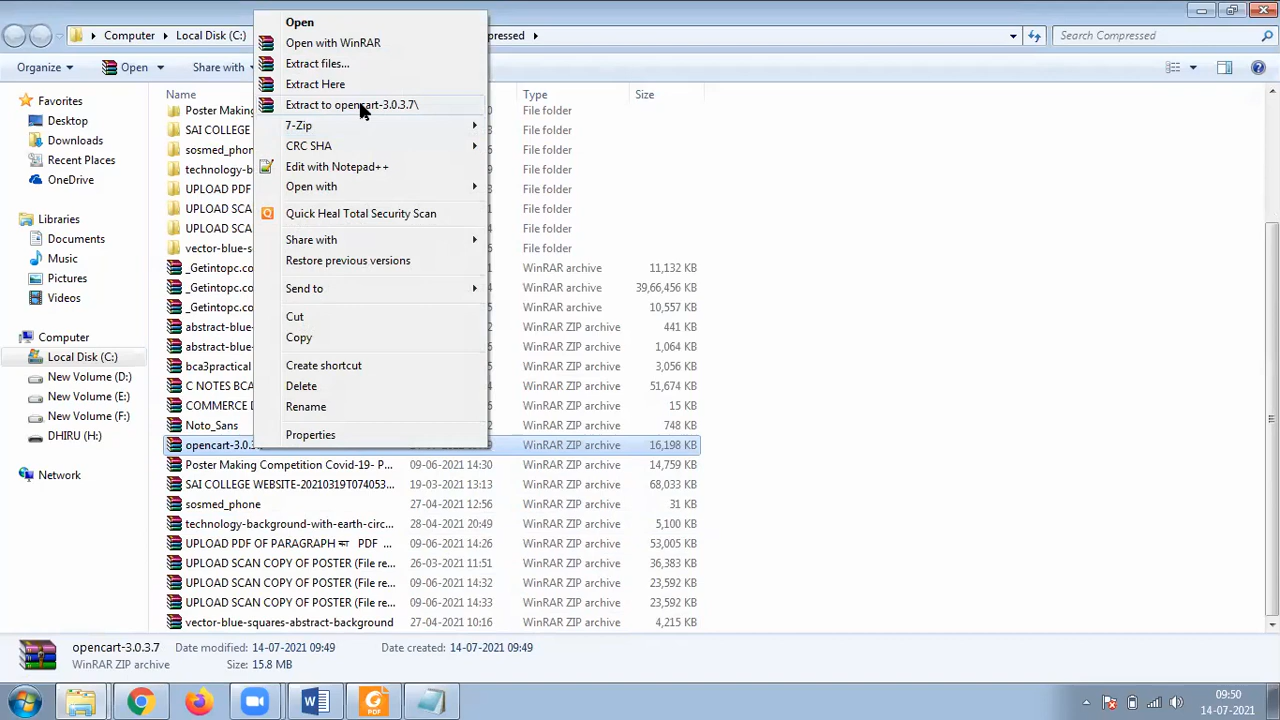 Computer
Local Disk (C:)
pressed
Search Compressed
Organize
Open
Share with
Open
Open with WinRAR
Extract files...
Extract Here
Extract to opencart-3.0.3.7\
7-Zip
CRC SHA
Edit with Notepad++
Open with
Quick Heal Total Security Scan
Share with
Restore previous versions
Send to
Cut
Copy
Create shortcut
Delete
Rename
Properties
Favorites
Desktop
Downloads
Recent Places
OneDrive
Libraries
Documents
Music
Pictures
Videos
Computer
Local Disk (C:)
New Volume (D:)
New Volume (E:)
New Volume (F:)
DHIRU (H:)
Network
Name Type Size
Poster Making File folder
SAI COLLEGE File folder
sosmed_phon File folder
technology-b File folder
UPLOAD PDF File folder
UPLOAD SCA File folder
UPLOAD SCA File folder
vector-blue-s File folder
_Getintopc.co WinRAR archive 11,132 KB
_Getintopc.co WinRAR archive 39,66,456 KB
_Getintopc.co WinRAR archive 10,557 KB
abstract-blue- WinRAR ZIP archive 441 KB
abstract-blue- WinRAR ZIP archive 1,064 KB
bca3practical WinRAR ZIP archive 3,056 KB
C NOTES BCA WinRAR ZIP archive 51,674 KB
COMMERCE D WinRAR ZIP archive 15 KB
Noto_Sans WinRAR ZIP archive 748 KB
opencart-3.0.3. WinRAR ZIP archive 16,198 KB
Poster Making Competition Covid-19- P... 09-06-2021 14:30 WinRAR ZIP archive 14,759 KB
SAI COLLEGE WEBSITE-20210319T074053... 19-03-2021 13:13 WinRAR ZIP archive 68,033 KB
sosmed_phone 27-04-2021 12:56 WinRAR ZIP archive 31 KB
technology-background-with-earth-circ... 28-04-2021 20:49 WinRAR ZIP archive 5,100 KB
UPLOAD PDF OF PARAGRAPH का PDF ... 09-06-2021 14:26 WinRAR ZIP archive 53,005 KB
UPLOAD SCAN COPY OF POSTER (File re... 26-03-2021 11:51 WinRAR ZIP archive 36,383 KB
UPLOAD SCAN COPY OF POSTER (File re... 09-06-2021 14:32 WinRAR ZIP archive 23,592 KB
UPLOAD SCAN COPY OF POSTER (File re... 09-06-2021 14:33 WinRAR ZIP archive 23,592 KB
vector-blue-squares-abstract-background 27-04-2021 10:16 WinRAR ZIP archive 4,215 KB
opencart-3.0.3.7 Date modified: 14-07-2021 09:49 Date created: 14-07-2021 09:49
WinRAR ZIP archive Size: 15.8 MB
PDF
09:50
14-07-2021